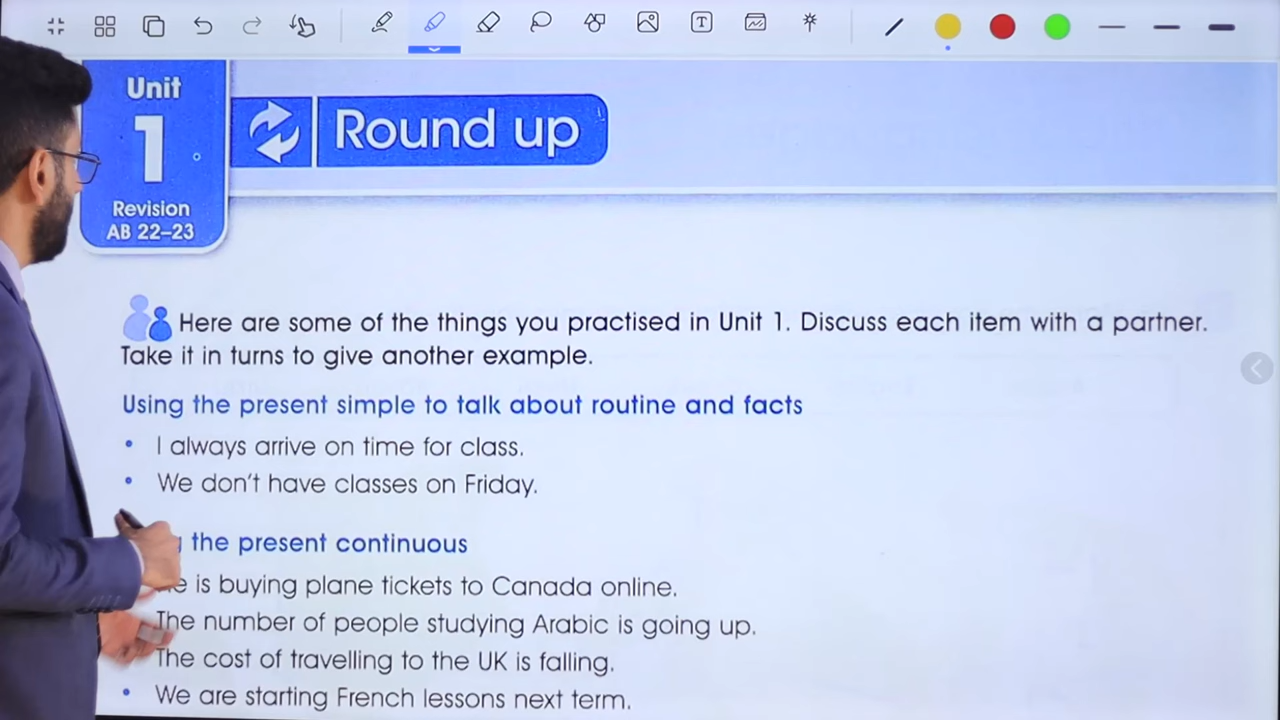 Unit
1
Revision
AB 22–23
Round up
Here are some of the things you practised in Unit 1. Discuss each item with a partner.
Take it in turns to give another example.
Using the present simple to talk about routine and facts
• I always arrive on time for class.
• We don't have classes on Friday.
the present continuous
is buying plane tickets to Canada online.
The number of people studying Arabic is going up.
The cost of travelling to the UK is falling.
• We are starting French lessons next term.